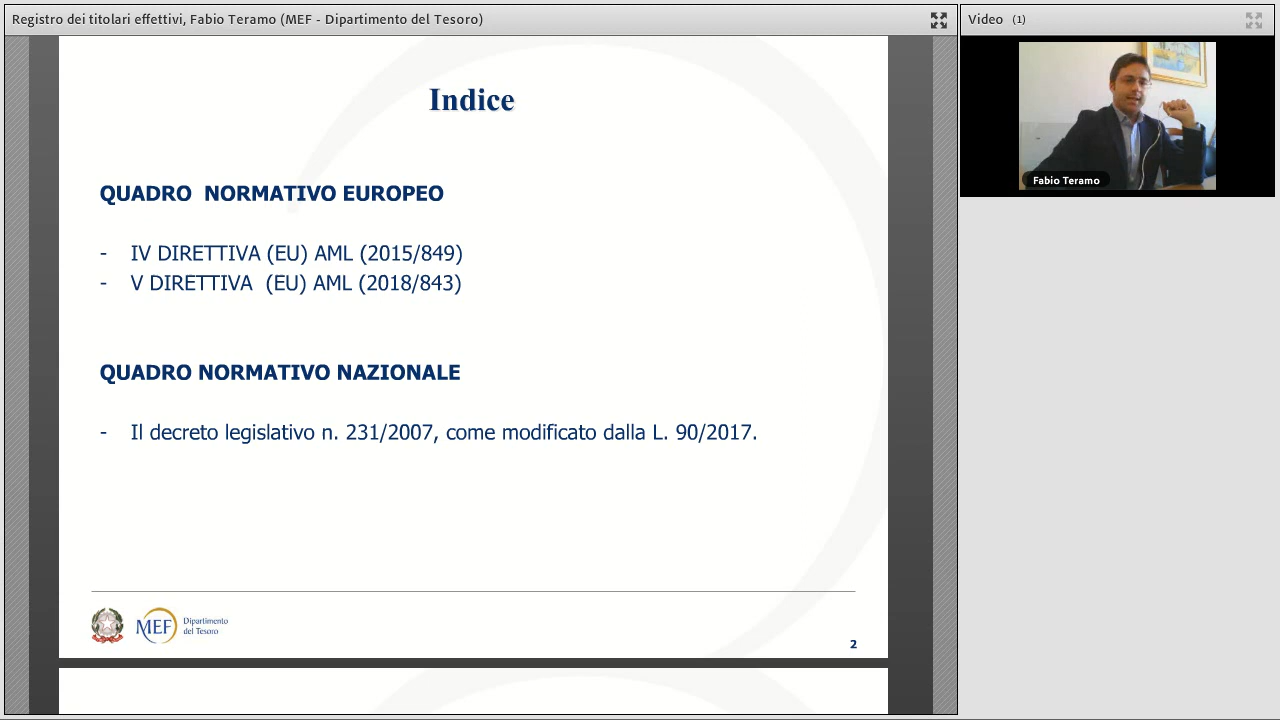 Registro dei titolari effettivi, Fabio Teramo (MEF - Dipartimento del Tesoro)
Video (1)
Fabio Teramo
Indice
QUADRO NORMATIVO EUROPEO
- IV DIRETTIVA (EU) AML (2015/849)
- V DIRETTIVA (EU) AML (2018/843)
QUADRO NORMATIVO NAZIONALE
- Il decreto legislativo n. 231/2007, come modificato dalla L. 90/2017.
MEF
Dipartimento
del Tesoro
2